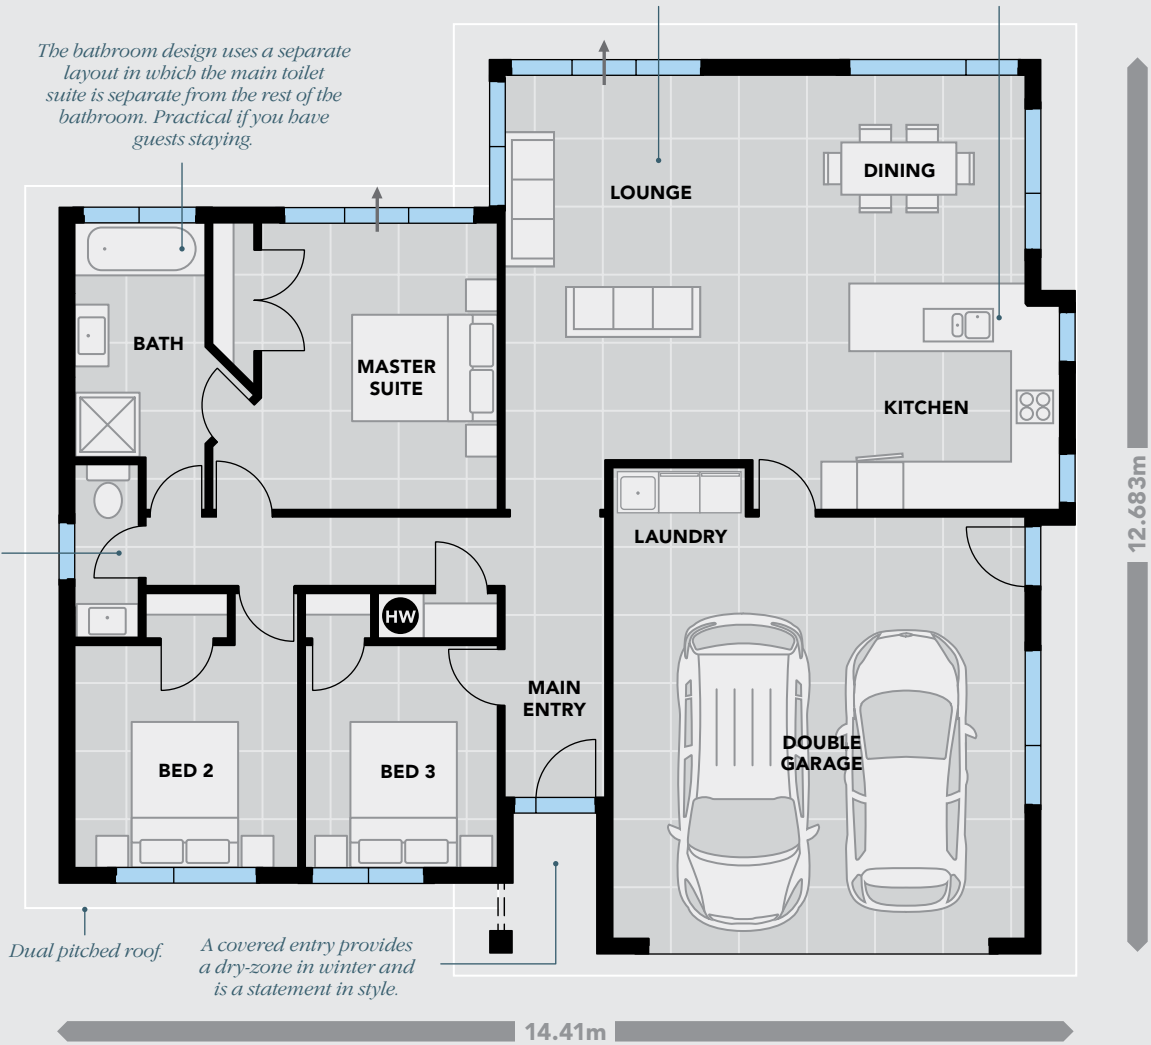 The bathroom design uses a separate
layout in which the main toilet
suite is separate from the rest of the
bathroom. Practical if you have
guests staying.
LOUNGE
DINING
BATH
MASTER
SUITE
KITCHEN
LAUNDRY
HW
MAIN
ENTRY
BED 2
BED 3
DOUBLE
GARAGE
12.683m
Dual pitched roof.
A covered entry provides
a dry-zone in winter and
is a statement in style.
14.41m